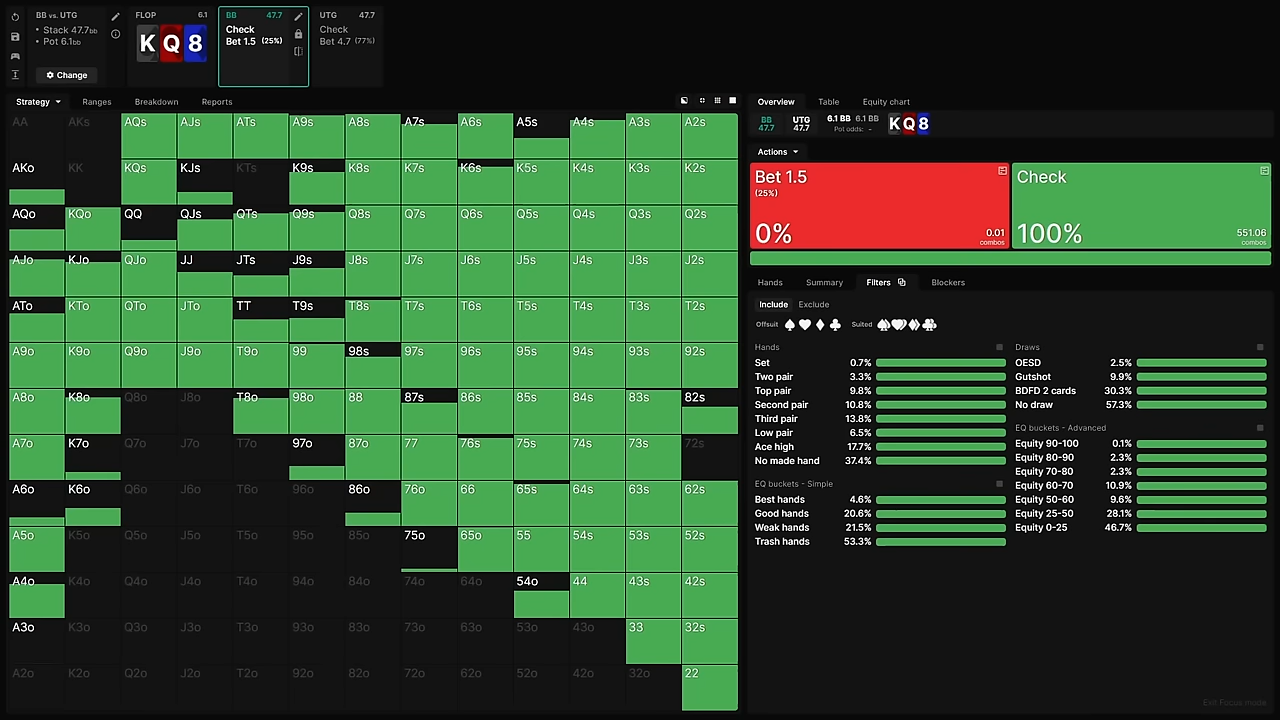 BB vs. UTG
• Stack 47.7bb
• Pot 6.1bb
Change
FLOP 6.1
K Q 8
BB 47.7
Check
Bet 1.5 (25%)
UTG 47.7
Check
Bet 4.7 (77%)
Strategy Ranges Breakdown Reports
AA AKs AQs AJs ATs A9s A8s A7s A6s A5s A4s A3s A2s
AKo KK KQs KJs KTs K9s K8s K7s K6s K5s K4s K3s K2s
AQo KQo QQ QJs QTs Q9s Q8s Q7s Q6s Q5s Q4s Q3s Q2s
AJo KJo QJo JJ JTs J9s J8s J7s J6s J5s J4s J3s J2s
ATo KTo QTo JTo TT T9s T8s T7s T6s T5s T4s T3s T2s
A9o K9o Q9o J9o T9o 99 98s 97s 96s 95s 94s 93s 92s
A8o K8o Q8o J8o T8o 98o 88 87s 86s 85s 84s 83s 82s
A7o K7o Q7o J7o T7o 97o 87o 77 76s 75s 74s 73s 72s
A6o K6o Q6o J6o T6o 96o 86o 76o 66 65s 64s 63s 62s
A5o K5o Q5o J5o T5o 95o 85o 75o 65o 55 54s 53s 52s
A4o K4o Q4o J4o T4o 94o 84o 74o 64o 54o 44 43s 42s
A3o K3o Q3o J3o T3o 93o 83o 73o 63o 53o 43o 33 32s
A2o K2o Q2o J2o T2o 92o 82o 72o 62o 52o 42o 32o 22
Overview Table Equity chart
BB 47.7
UTG 47.7
6.1 BB 6.1 BB
Pot odds: -
K Q 8
Actions
Bet 1.5
(25%)
0%
0.01
combos
Check
100%
551.06
combos
Hands Summary Filters Blockers
Include Exclude
Offsuit Suited
Hands
Set 0.7%
Two pair 3.3%
Top pair 9.8%
Second pair 10.8%
Third pair 13.8%
Low pair 6.5%
Ace high 17.7%
No made hand 37.4%
EQ buckets - Simple
Best hands 4.6%
Good hands 20.6%
Weak hands 21.5%
Trash hands 53.3%
Draws
OESD 2.5%
Gutshot 9.9%
BDFD 2 cards 30.3%
No draw 57.3%
EQ buckets - Advanced
Equity 90-100 0.1%
Equity 80-90 2.3%
Equity 70-80 2.3%
Equity 60-70 10.9%
Equity 50-60 9.6%
Equity 25-50 28.1%
Equity 0-25 46.7%
Exit Focus mode